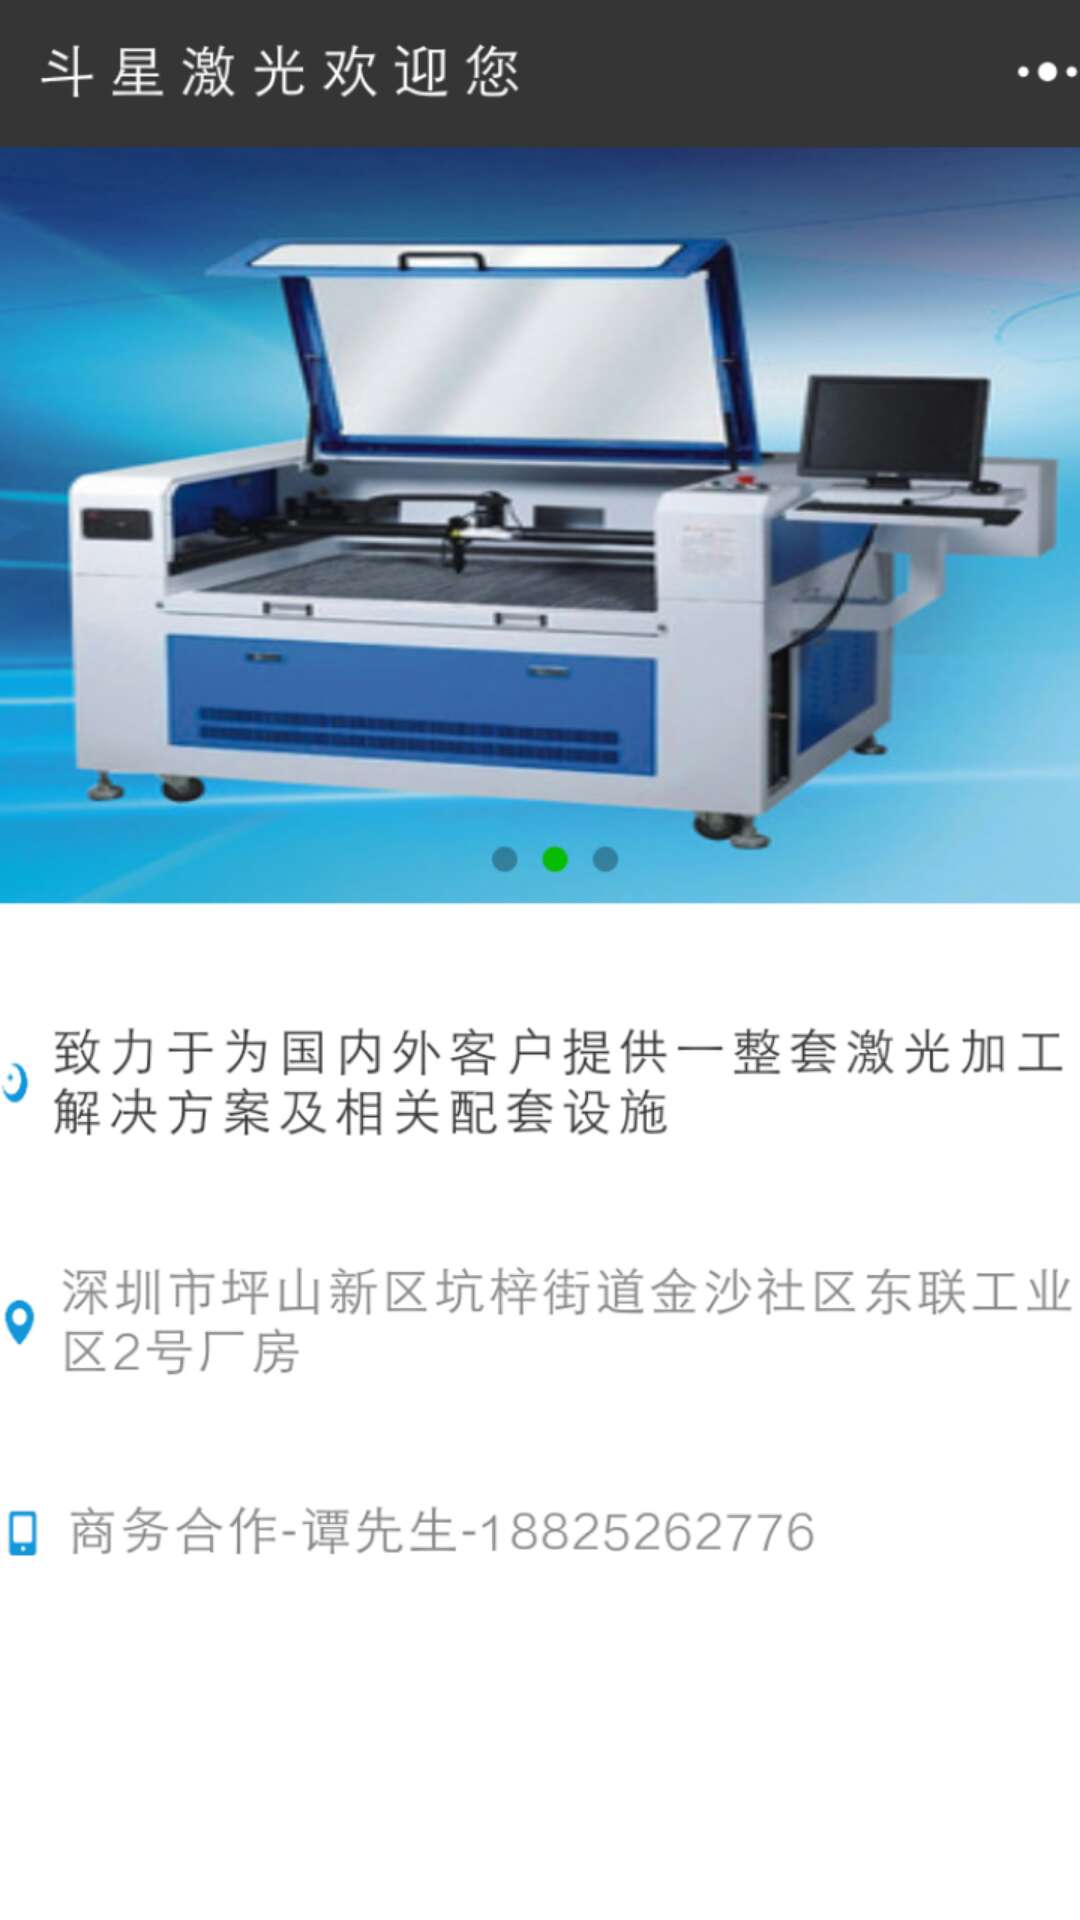 斗星激光欢迎您
致力于为国内外客户提供一整套激光加工
解决方案及相关配套设施
深圳市坪山新区坑梓街道金沙社区东联工业
区2号厂房
商务合作-谭先生-18825262776